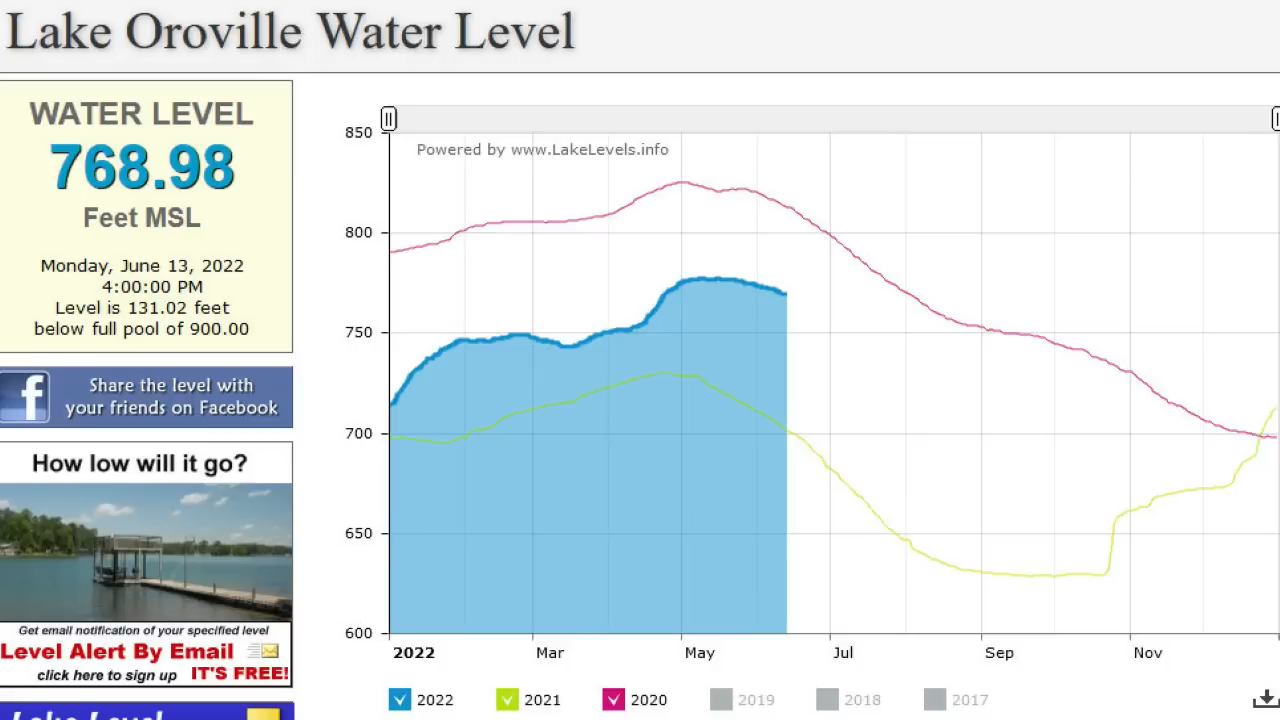 Lake Oroville Water Level
WATER LEVEL
768.98
Feet MSL
Monday, June 13, 2022
4:00:00 PM
Level is 131.02 feet
below full pool of 900.00
f
Share the level with
your friends on Facebook
How low will it go?
Get email notification of your specified level
Level Alert By Email
click here to sign up IT'S FREE!
Lake Level
Powered by www.LakeLevels.info
850
800
750
700
650
600
2022 Mar May Jul Sep Nov
2022 2021 2020 2019 2018 2017